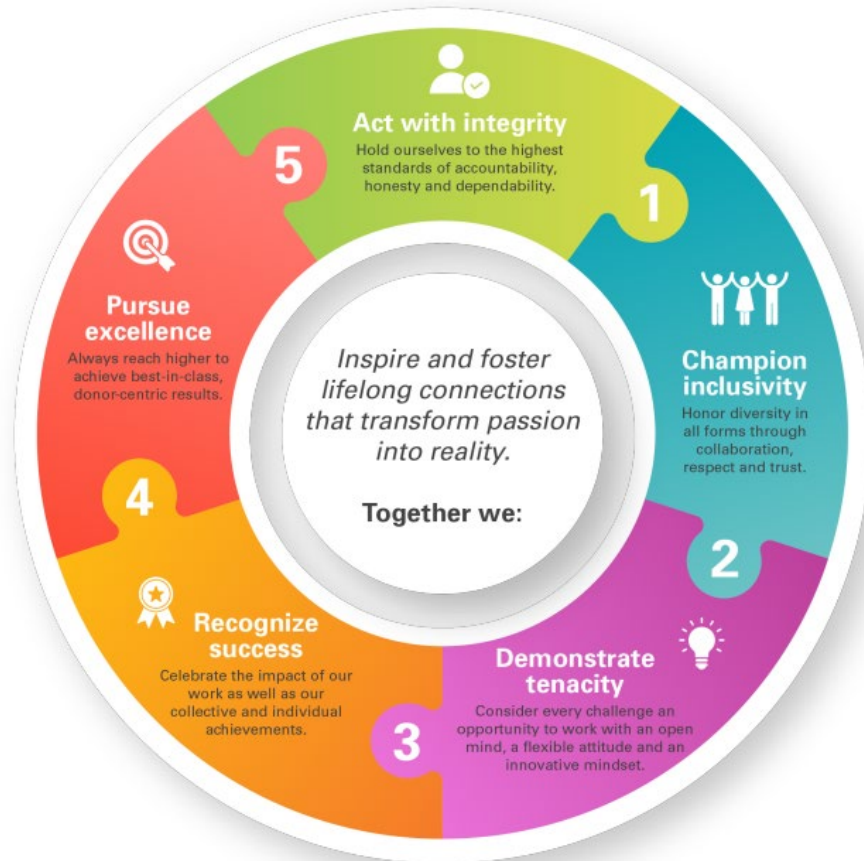 Inspire and foster
lifelong connections
that transform passion
into reality.
Together we:
1
Act with integrity
Hold ourselves to the highest
standards of accountability,
honesty and dependability.
2
Champion
inclusivity
Honor diversity in
all forms through
collaboration,
respect and trust.
3
Demonstrate
tenacity
Consider every challenge an
opportunity to work with an open
mind, a flexible attitude and an
innovative mindset.
4
Recognize
success
Celebrate the impact of our
work as well as our
collective and individual
achievements.
5
Pursue
excellence
Always reach higher to
achieve best-in-class,
donor-centric results.